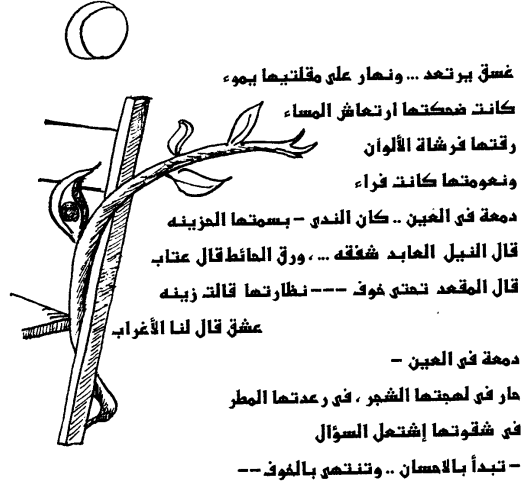 غسق يرتعد ... ونهار على مقلتيها يموء
كانت ضحكتها ارتعاش المساء
رقتها فرشاة الألوان
ونعومتها كانت فراء
دمعة فى العين .. كان الندى - بسمتها الحزينه
قال النيل العابد شفقه ... ، ورق الحائط قال عتاب
قال المقعد تحتى خوف --- نظارتها قالت زينه
عشق قال لنا الأغراب
دمعة فى العين -
حار فى لهجتها الشجر ، فى رعدتها المطر
فى شقوتها إشتعل السؤال
- تبدأ بالاحسان .. وتنتهى بالخوف --